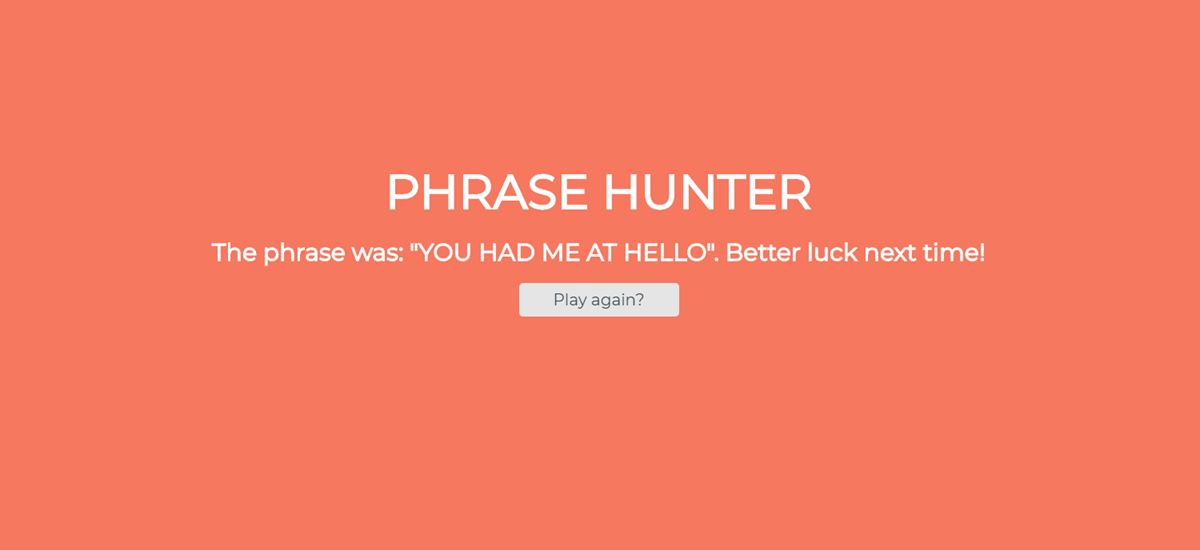 PHRASE HUNTER
The phrase was: "YOU HAD ME AT HELLO". Better luck next time!
Play again?